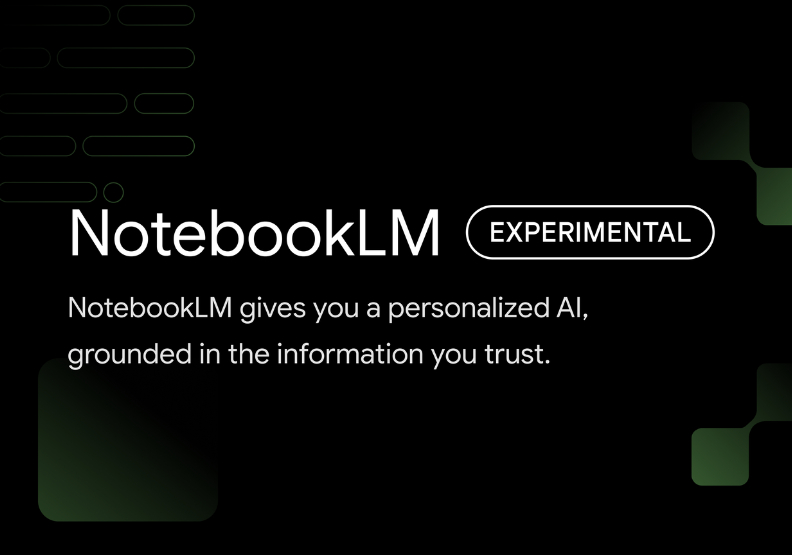 NotebookLM EXPERIMENTAL
NotebookLM gives you a personalized AI,
grounded in the information you trust.